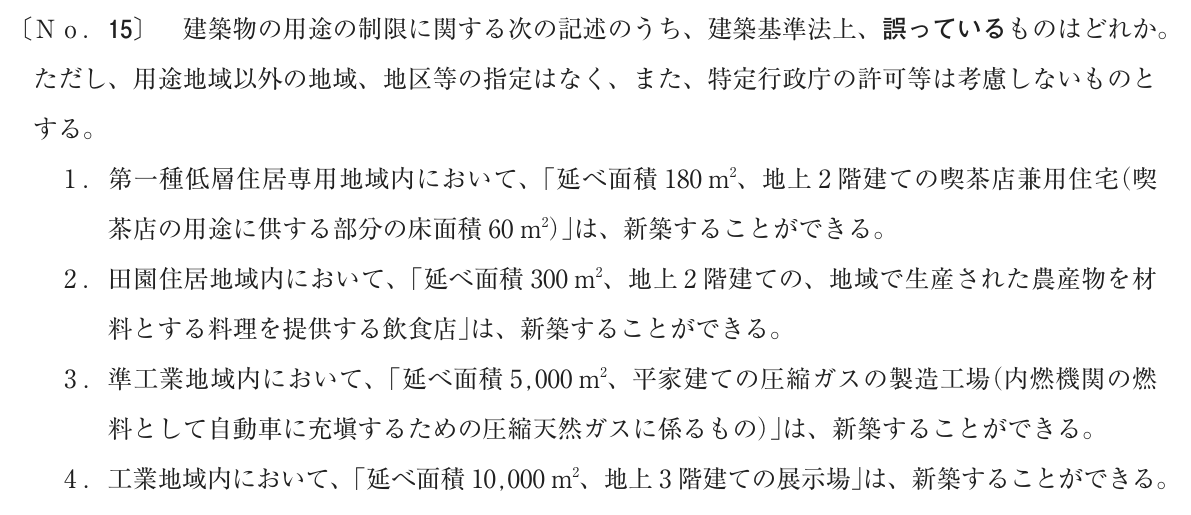 〔Ｎｏ．15〕　建築物の用途の制限に関する次の記述のうち、建築基準法上、誤っているものはどれか。
ただし、用途地域以外の地域、地区等の指定はなく、また、特定行政庁の許可等は考慮しないものと
する。
１．第一種低層住居専用地域内において、「延べ面積 180 m²、地上２階建ての喫茶店兼用住宅（喫
茶店の用途に供する部分の床面積 60 m²）」は、新築することができる。
２．田園住居地域内において、「延べ面積 300 m²、地上２階建ての、地域で生産された農産物を材
料とする料理を提供する飲食店」は、新築することができる。
３．準工業地域内において、「延べ面積 5,000 m²、平家建ての圧縮ガスの製造工場（内燃機関の燃
料として自動車に充塡するための圧縮天然ガスに係るもの）」は、新築することができる。
４．工業地域内において、「延べ面積 10,000 m²、地上３階建ての展示場」は、新築することができる。